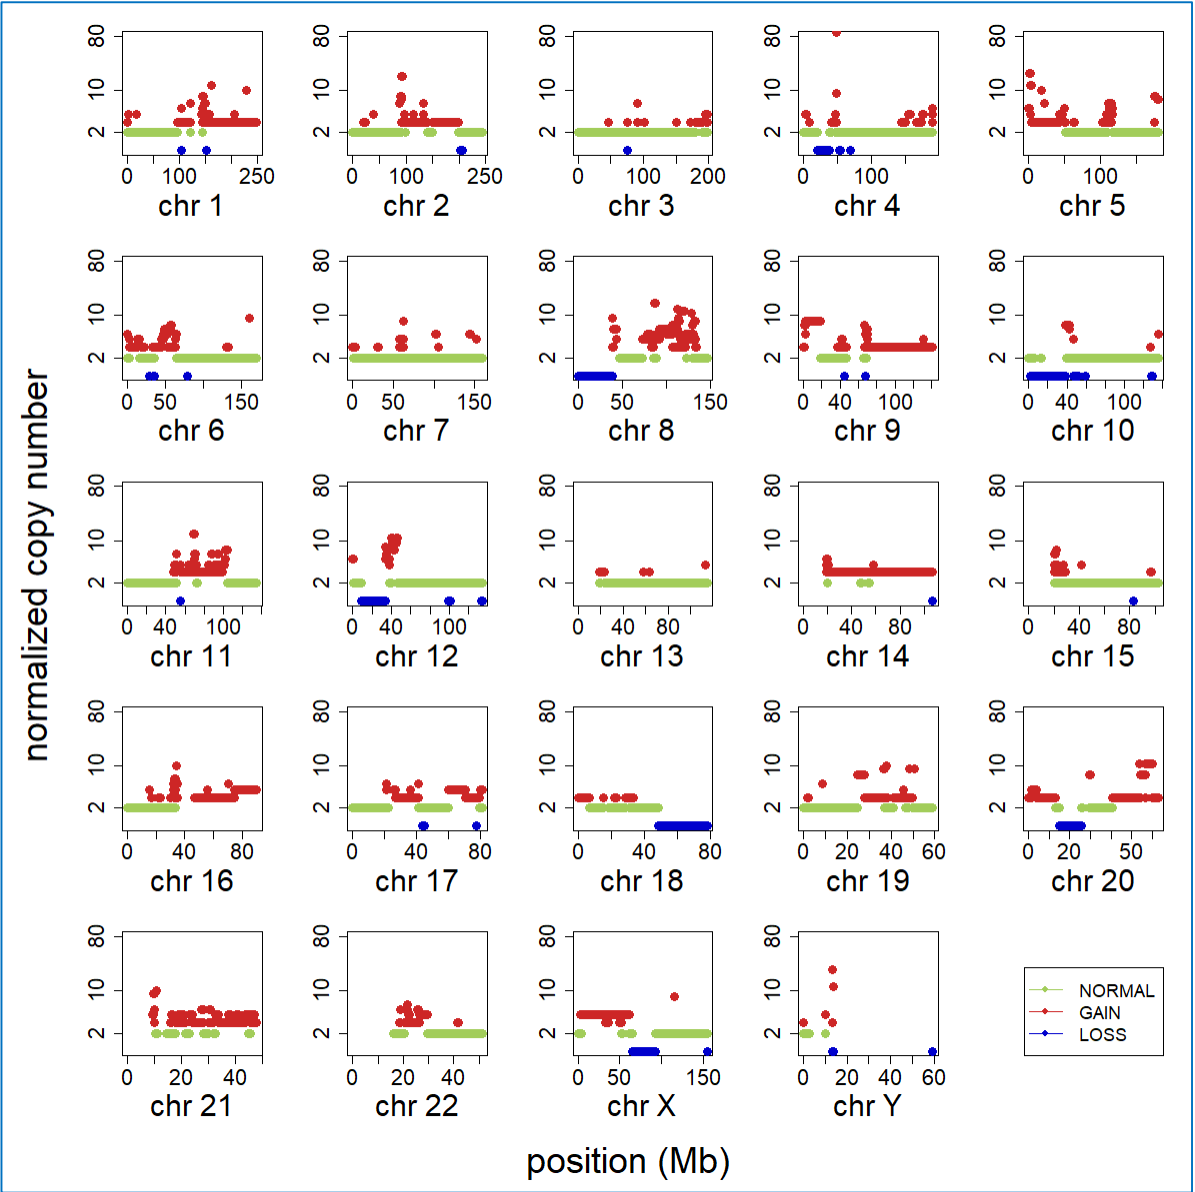 80
10
2
0 100 250
chr 1
80
10
2
0 100 250
chr 2
80
10
2
0 50 100 200
chr 3
80
10
2
0 100
chr 4
80
10
2
0 100
chr 5
80
10
2
0 50 150
chr 6
80
10
2
0 50 150
chr 7
80
10
2
0 50 150
chr 8
80
10
2
0 40 100
chr 9
80
10
2
0 40 100
chr 10
normalized copy number
80
10
2
0 40 100
chr 11
80
10
2
0 40 100
chr 12
80
10
2
0 40 80
chr 13
80
10
2
0 40 80
chr 14
80
10
2
0 40 80
chr 15
80
10
2
0 40 80
chr 16
80
10
2
0 40 80
chr 17
80
10
2
0 20 40 60 80
chr 18
80
10
2
0 20 40 60
chr 19
80
10
2
0 20 50
chr 20
80
10
2
0 20 40
chr 21
80
10
2
0 20 40
chr 22
80
10
2
0 50 150
chr X
80
10
2
0 20 40 60
chr Y
NORMAL
GAIN
LOSS
position (Mb)